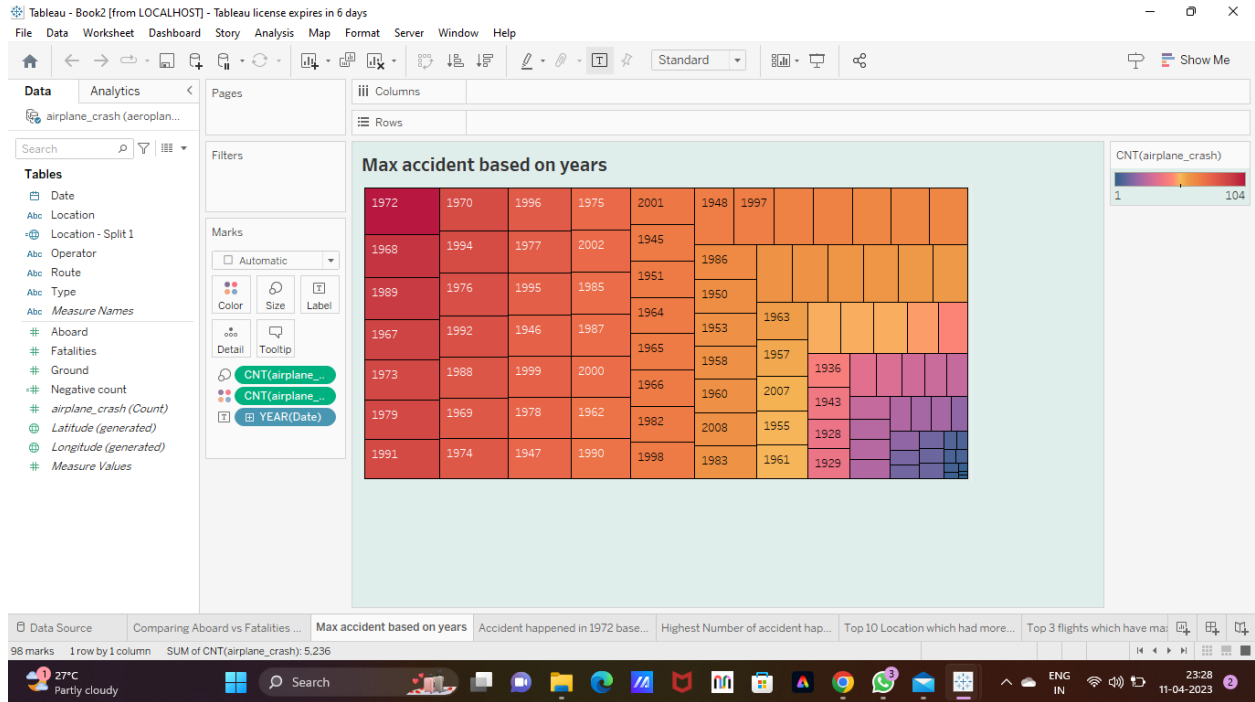 Tableau - Book2 [from LOCALHOST] - Tableau license expires in 6 days
File Data Worksheet Dashboard Story Analysis Map Format Server Window Help
Standard
Show Me
Data Analytics
airplane_crash (aeroplan...
Search
Tables
Date
Abc Location
Location - Split 1
Abc Operator
Abc Route
Abc Type
Abc Measure Names
# Aboard
# Fatalities
# Ground
=# Negative count
# airplane_crash (Count)
Latitude (generated)
Longitude (generated)
# Measure Values
Pages
Filters
Marks
Automatic
Color Size Label
Detail Tooltip
CNT(airplane_..
CNT(airplane_..
YEAR(Date)
iii Columns
Rows
Max accident based on years
1972 1970 1996 1975 2001 1948 1997
1968 1994 1977 2002 1945 1986
1989 1976 1995 1985 1951 1950
1967 1992 1946 1987 1964 1953 1963
1973 1988 1999 2000 1965 1958 1957 1936
1979 1969 1978 1962 1966 1960 2007 1943
1991 1974 1947 1990 1982 2008 1955 1928
1998 1983 1961 1929
CNT(airplane_crash)
1 104
Data Source Comparing Aboard vs Fatalities ... Max accident based on years Accident happened in 1972 base... Highest Number of accident hap... Top 10 Location which had more... Top 3 flights which have ma
98 marks 1 row by 1 column SUM of CNT(airplane_crash): 5,236
1
27°C
Partly cloudy
Search
3
ENG
IN
23:28
11-04-2023
2